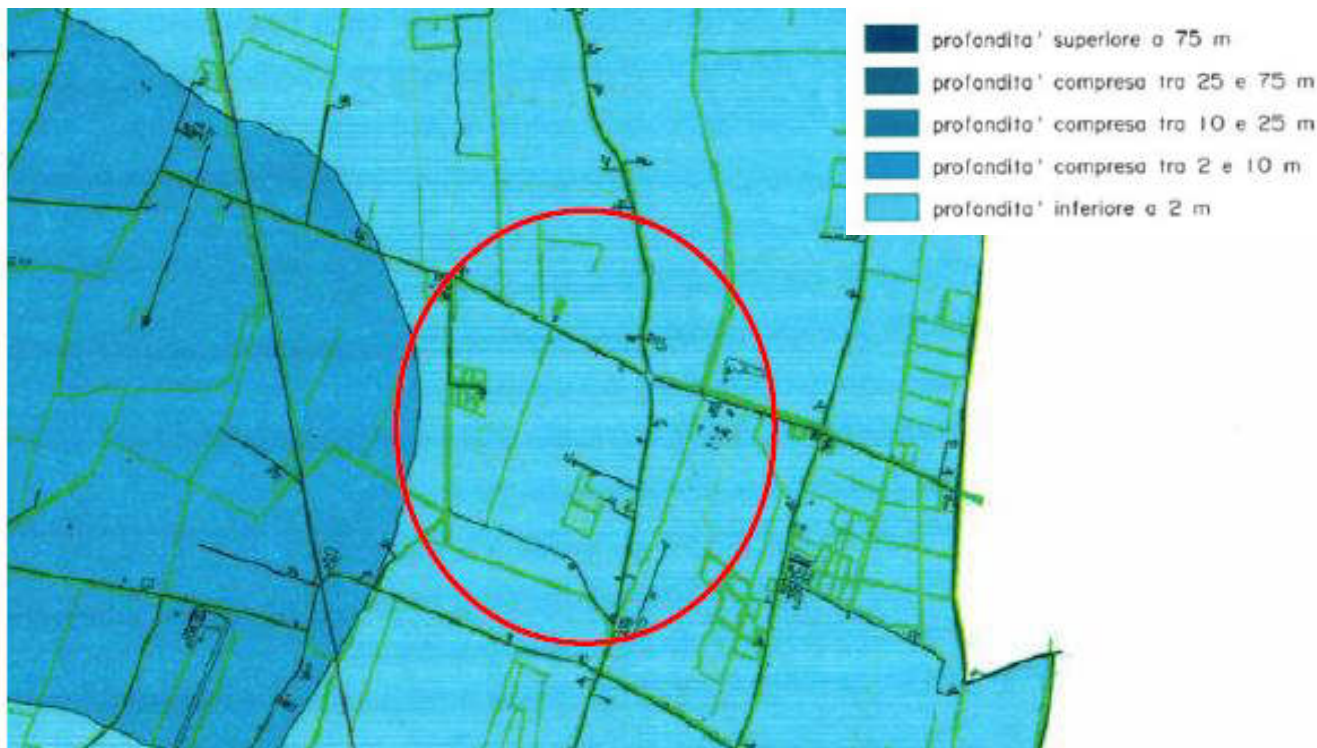 profondita' superiore a 75 m
profondita' compresa tra 25 e 75 m
profondita' compresa tra 10 e 25 m
profondita' compresa tra 2 e 10 m
profondita' inferiore a 2 m